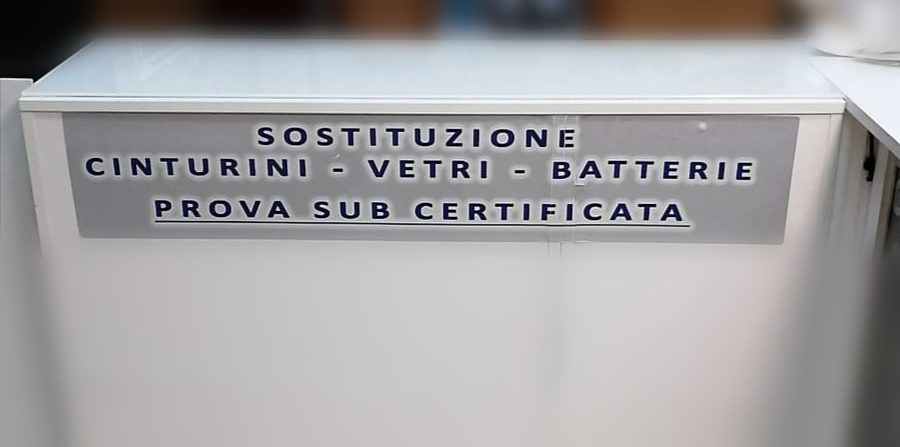 SOSTITUZIONE
CINTURINI - VETRI - BATTERIE
PROVA SUB CERTIFICATA